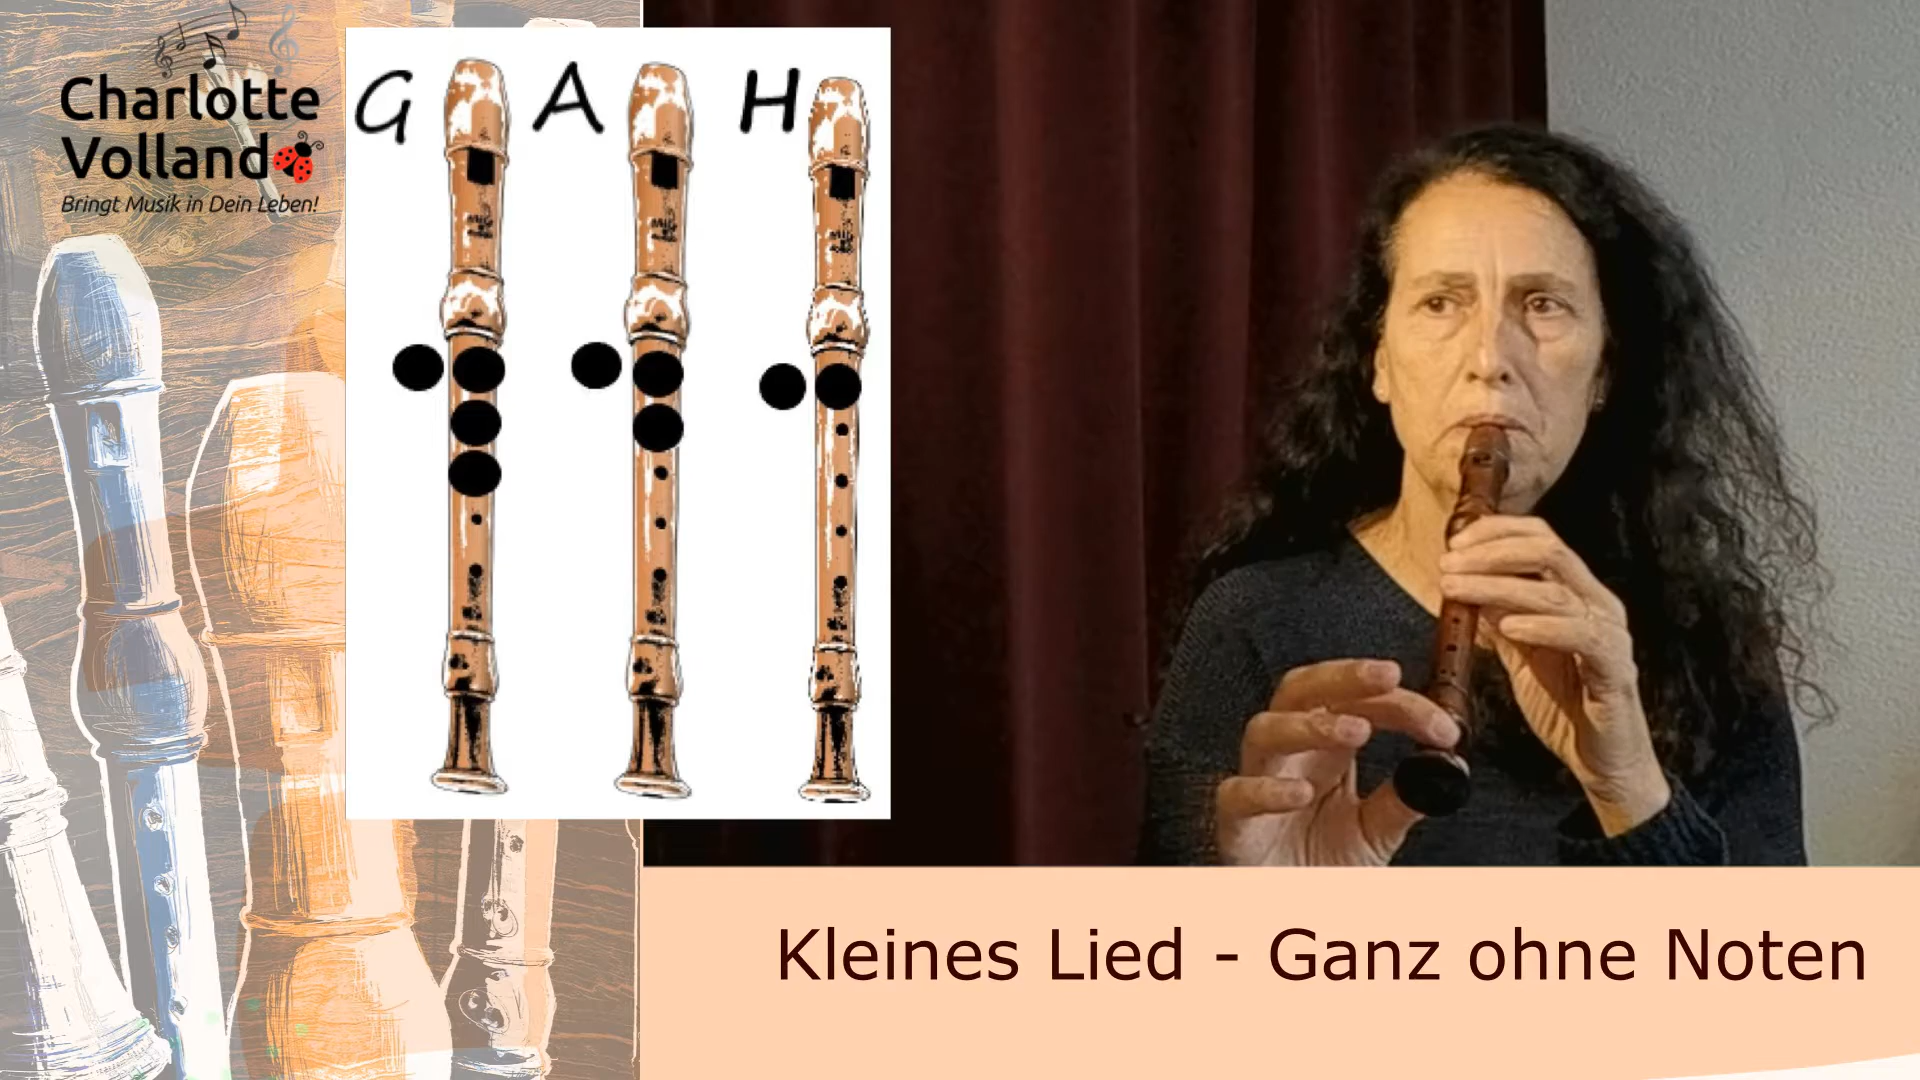 Charlotte
Volland
Bringt Musik in Dein Leben!
G A H
Kleines Lied - Ganz ohne Noten